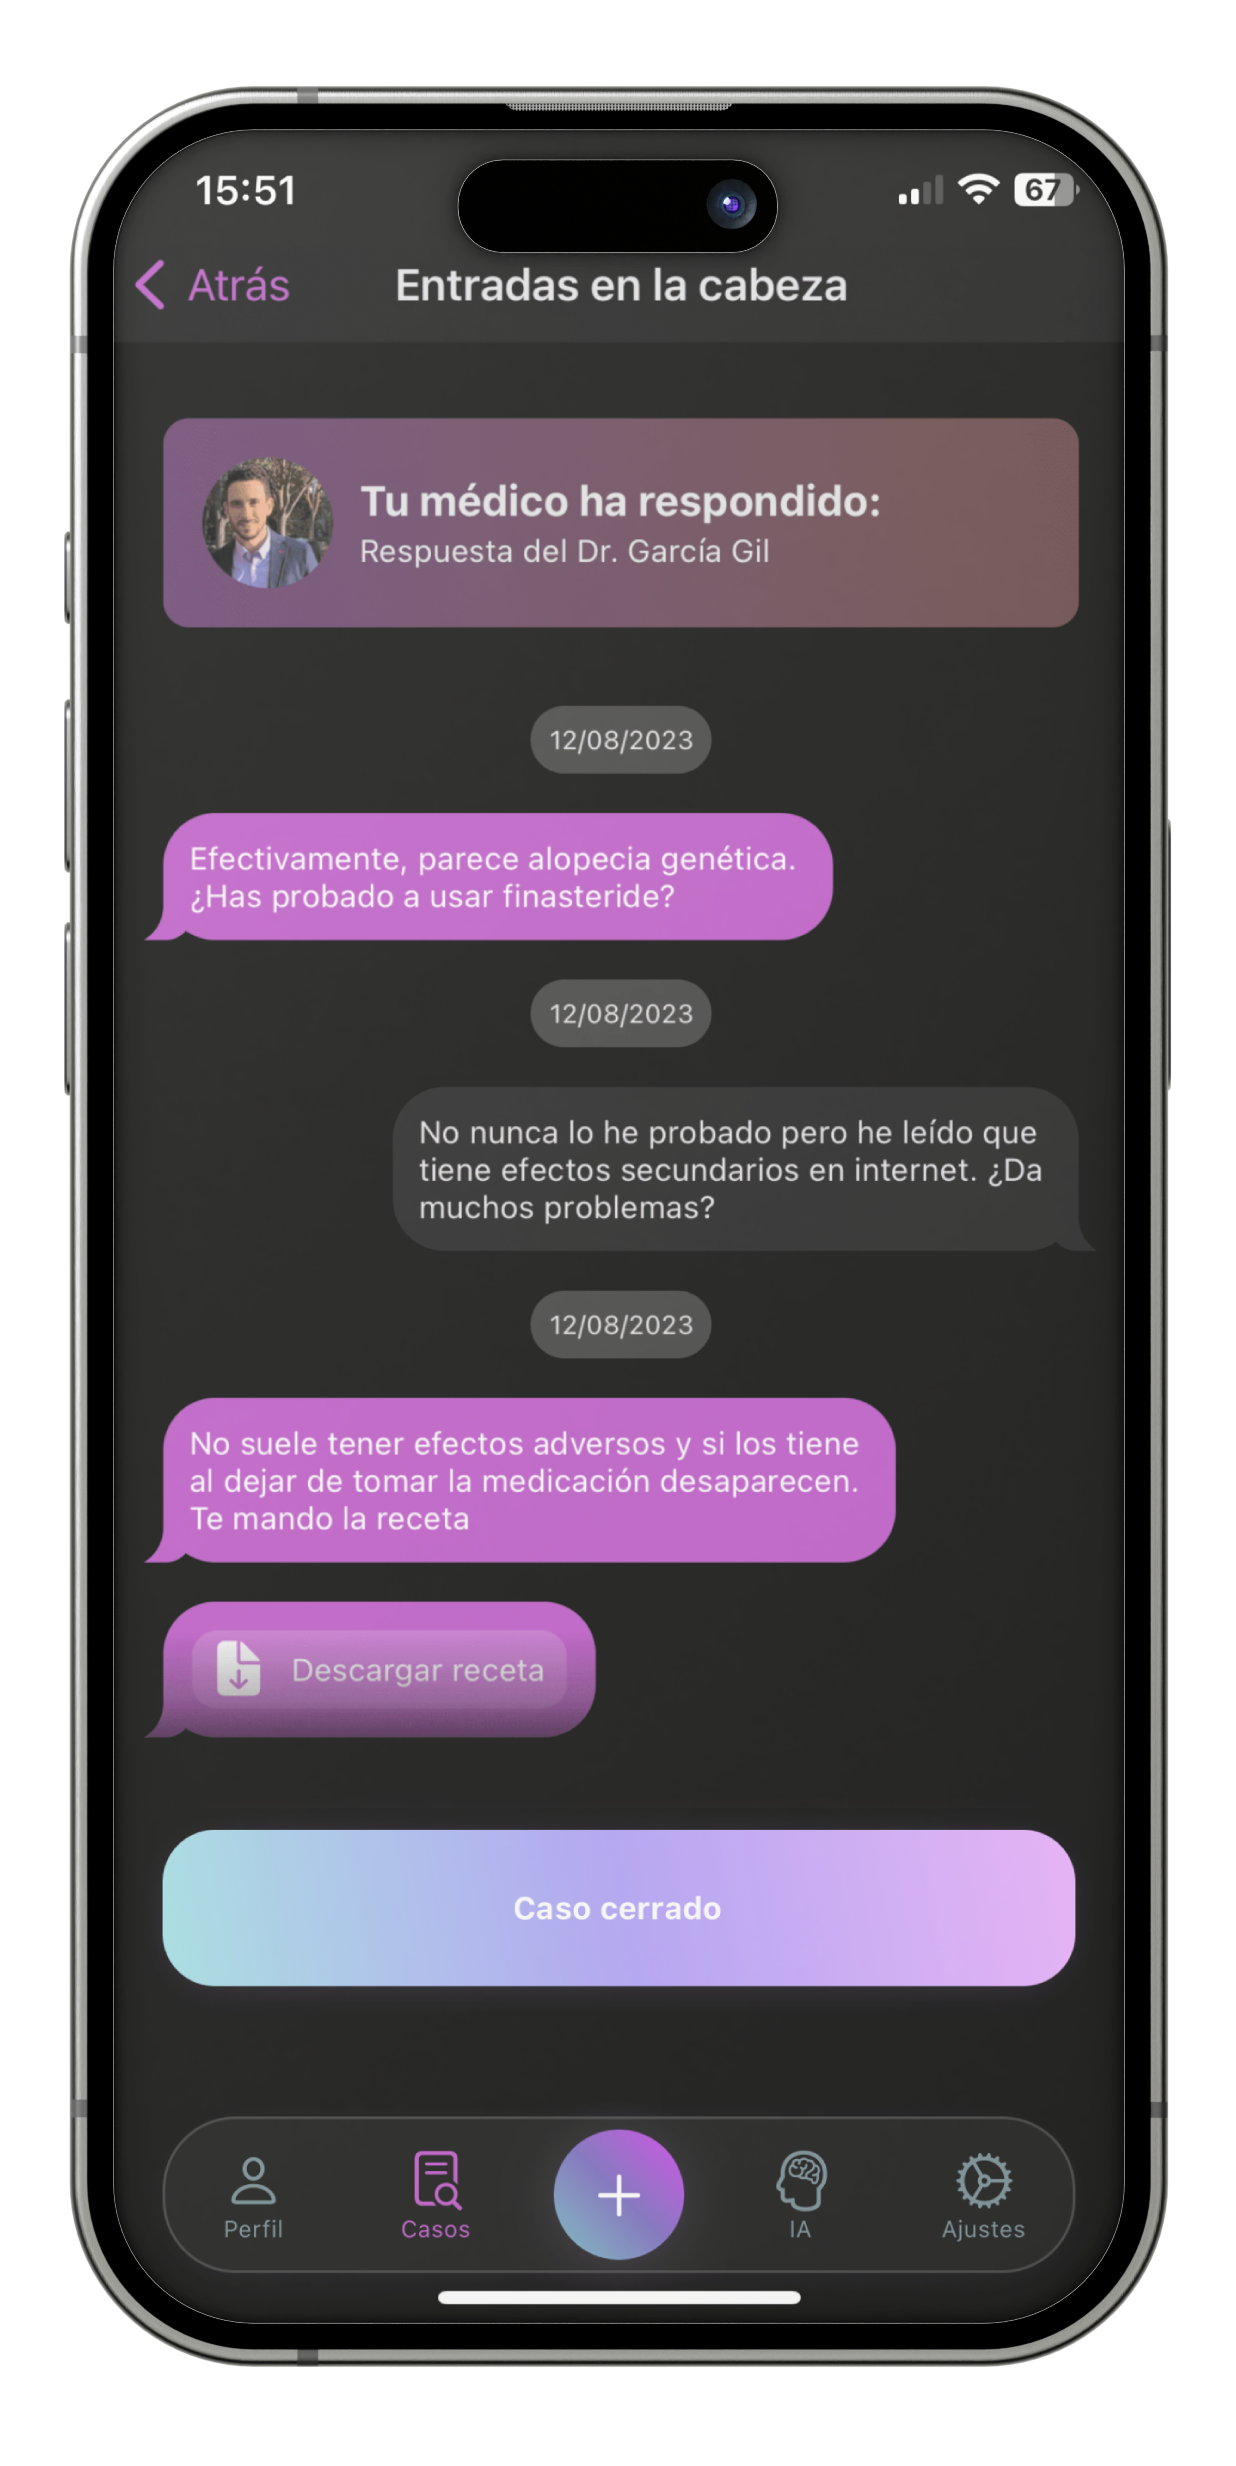 15:51
67
Atrás
Entradas en la cabeza
Tu médico ha respondido:
Respuesta del Dr. García Gil
12/08/2023
Efectivamente, parece alopecia genética.
¿Has probado a usar finasteride?
12/08/2023
No nunca lo he probado pero he leído que
tiene efectos secundarios en internet. ¿Da
muchos problemas?
12/08/2023
No suele tener efectos adversos y si los tiene
al dejar de tomar la medicación desaparecen.
Te mando la receta
Descargar receta
Caso cerrado
Perfil
Casos
IA
Ajustes